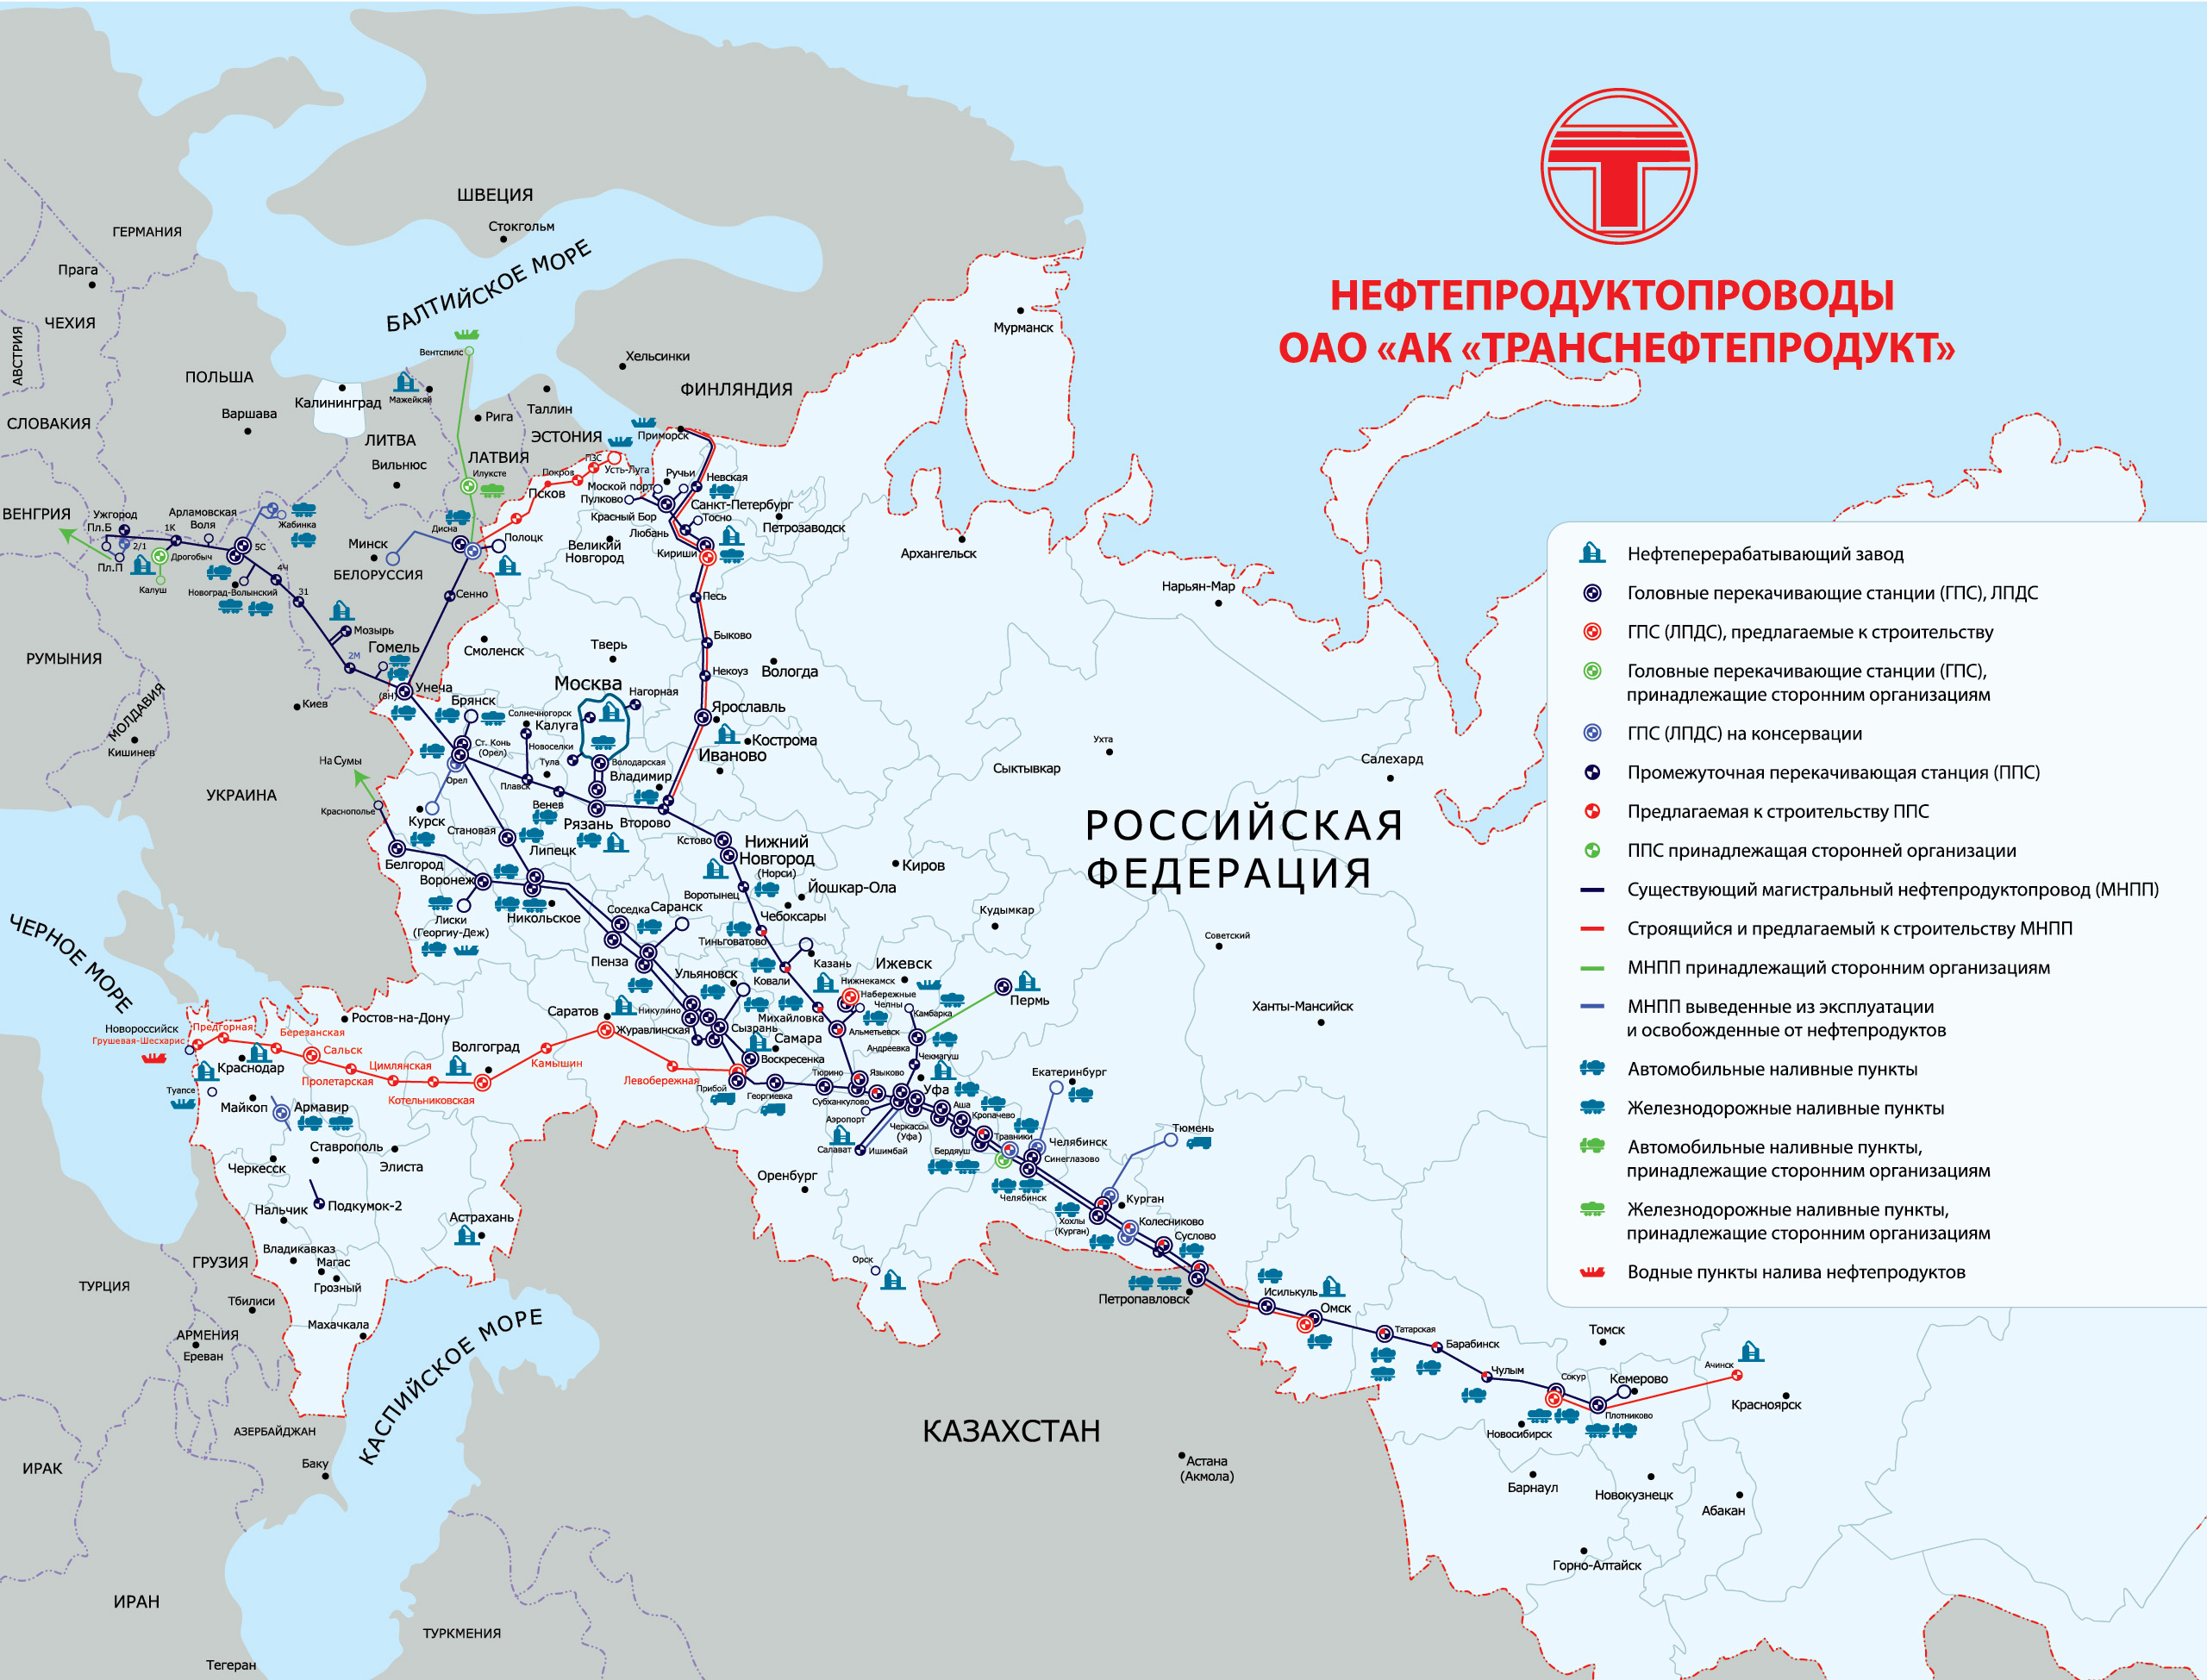 НЕФТЕПРОДУКТОПРОВОДЫ
ОАО «АК «ТРАНСНЕФТЕПРОДУКТ»
ШВЕЦИЯ
Стокгольм
ГЕРМАНИЯ
Прага
ЧЕХИЯ
АВСТРИЯ
БАЛТИЙСКОЕ МОРЕ
Мурманск
Вентспилс
Хельсинки
ФИНЛЯНДИЯ
ПОЛЬША
Калининград
Мажейкяй
Рига
Таллин
ЭСТОНИЯ
Приморск
СЛОВАКИЯ
Варшава
ЛИТВА
Вильнюс
ЛАТВИЯ
Илуксте
Псков
Покров
ПЗС
Усть-Луга
Ручьи
Невская
Моской порт
Пулково
Санкт-Петербург
Красный Бор
Тосно
Петрозаводск
Любань
Кириши
Великий
Новгород
Архангельск
Нарьян-Мар
ВЕНГРИЯ
Ужгород
Пл.Б
2/1
Пл.П
1К
Арламовская
Воля
Жабинка
5С
Дрогобыч
Калуш
Новоград-Волынский
4Ч
31
Минск
БЕЛОРУССИЯ
Дисна
Полоцк
Сенно
Песь
Быково
Некоуз
Вологда
РУМЫНИЯ
МОЛДАВИЯ
Кишинев
Мозырь
Гомель
2М
(8Н)
Унеча
Киев
Смоленск
Тверь
Москва
Нагорная
Ярославль
Кострома
Иваново
Брянск
Солнечногорск
Калуга
Новоселки
Ст. Конь
(Орел)
Орел
Тула
Плавск
Володарская
Владимир
Венев
Рязань
Второво
Ухта
Сыктывкар
Салехард
На Сумы
УКРАИНА
Краснополье
Курск
Становая
Липецк
Белгород
Воронеж
Лиски
(Георгиу-Деж)
Никольское
Кстово
Нижний
Новгород
(Норси)
Киров
РОССИЙСКАЯ
ФЕДЕРАЦИЯ
Воротынец
Йошкар-Ола
Чебоксары
Тиньговатово
Кудымкар
Советский
Соседка
Саранск
Пенза
Ульяновск
Ковали
Казань
Ижевск
Нижнекамск
Набережные
Челны
Камбарка
Пермь
Ханты-Мансийск
ЧЕРНОЕ МОРЕ
Новороссийск
Грушевая-Шесхарис
Предгорная
Березанская
Ростов-на-Дону
Сальск
Пролетарская
Цимлянская
Котельниковская
Волгоград
Камышин
Саратов
Журавлинская
Никулино
Сызрань
Михайловка
Самара
Альметьевск
Андреевка
Воскресенка
Левобережная
Прибой
Георгиевка
Тюрино
Языково
Субханкулово
Чекмагуш
Уфа
Аша
Кропачево
Аэропорт
Черкассы
(Уфа)
Салават
Ишимбай
Бердяуш
Травники
Екатеринбург
Челябинск
Синеглазово
Челябинск
Тюмень
Туапсе
Краснодар
Майкоп
Армавир
Ставрополь
Элиста
Черкесск
Подкумок-2
Нальчик
Астрахань
Владикавказ
Магас
Грозный
Махачкала
Оренбург
Орск
Хохлы
(Курган)
Курган
Колесниково
Суслово
Петропавловск
Исилькуль
Омск
Татарская
Барабинск
Чулым
Сокур
Новосибирск
Томск
Кемерово
Плотниково
Ачинск
Красноярск
Барнаул
Новокузнецк
Абакан
Горно-Алтайск
ГРУЗИЯ
Тбилиси
ТУРЦИЯ
АРМЕНИЯ
Ереван
АЗЕРБАЙДЖАН
Баку
КАСПИЙСКОЕ МОРЕ
КАЗАХСТАН
Астана
(Акмола)
ИРАК
ИРАН
ТУРКМЕНИЯ
Тегеран
Нефтеперерабатывающий завод
Головные перекачивающие станции (ГПС), ЛПДС
ГПС (ЛПДС), предлагаемые к строительству
Головные перекачивающие станции (ГПС),
принадлежащие сторонним организациям
ГПС (ЛПДС) на консервации
Промежуточная перекачивающая станция (ППС)
Предлагаемая к строительству ППС
ППС принадлежащая сторонней организации
Существующий магистральный нефтепродуктопровод (МНПП)
Строящийся и предлагаемый к строительству МНПП
МНПП принадлежащий сторонним организациям
МНПП выведенные из эксплуатации
и освобожденные от нефтепродуктов
Автомобильные наливные пункты
Железнодорожные наливные пункты
Автомобильные наливные пункты,
принадлежащие сторонним организациям
Железнодорожные наливные пункты,
принадлежащие сторонним организациям
Водные пункты налива нефтепродуктов